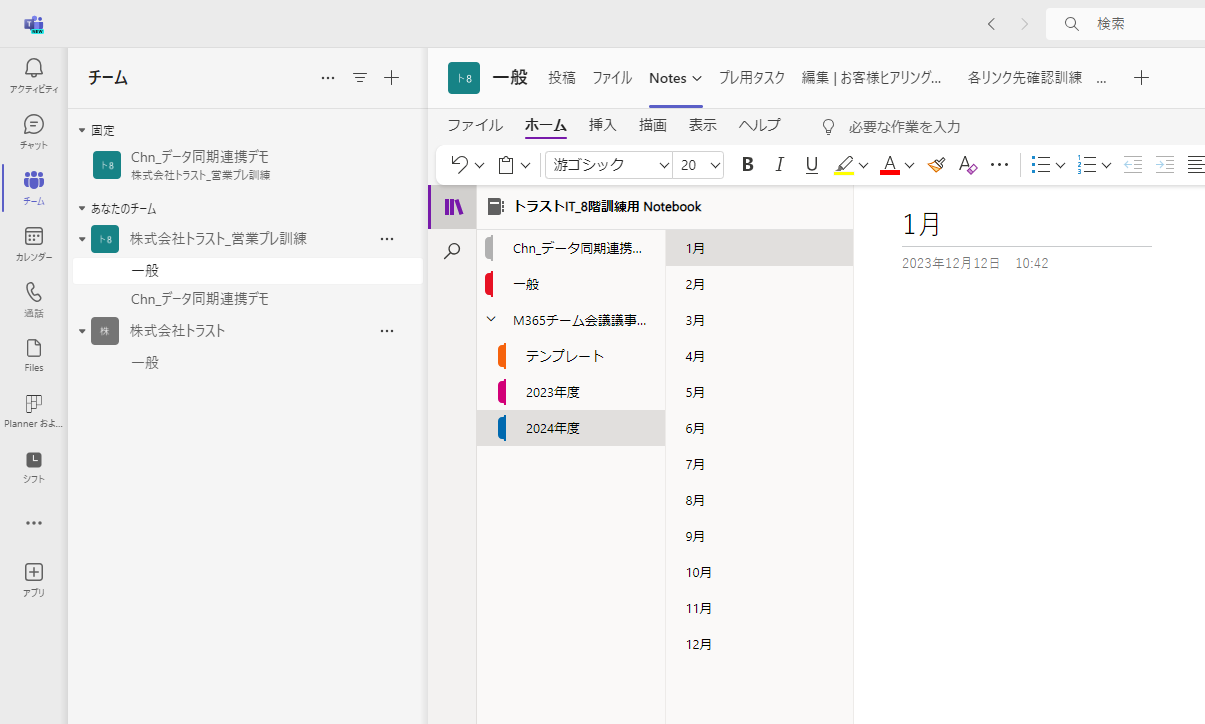 NEW
検索
アクティビティ
チャット
チーム
カレンダー
通話
Files
Planner およ...
シフト
アプリ
チーム
固定
ト8
Chn_データ同期連携デモ
株式会社トラスト_営業プレ訓練
あなたのチーム
ト8
株式会社トラスト_営業プレ訓練
一般
Chn_データ同期連携デモ
株
株式会社トラスト
一般
ト8
一般 投稿 ファイル Notes プレ用タスク 編集 | お客様ヒアリング... 各リンク先確認訓練 ...
ファイル ホーム 挿入 描画 表示 ヘルプ 必要な作業を入力
游ゴシック 20 B I U A A
トラストIT_8階訓練用 Notebook
Chn_データ同期連携...
一般
M365チーム会議議事...
テンプレート
2023年度
2024年度
1月
2月
3月
4月
5月
6月
7月
8月
9月
10月
11月
12月
1月
2023年12月12日 10:42